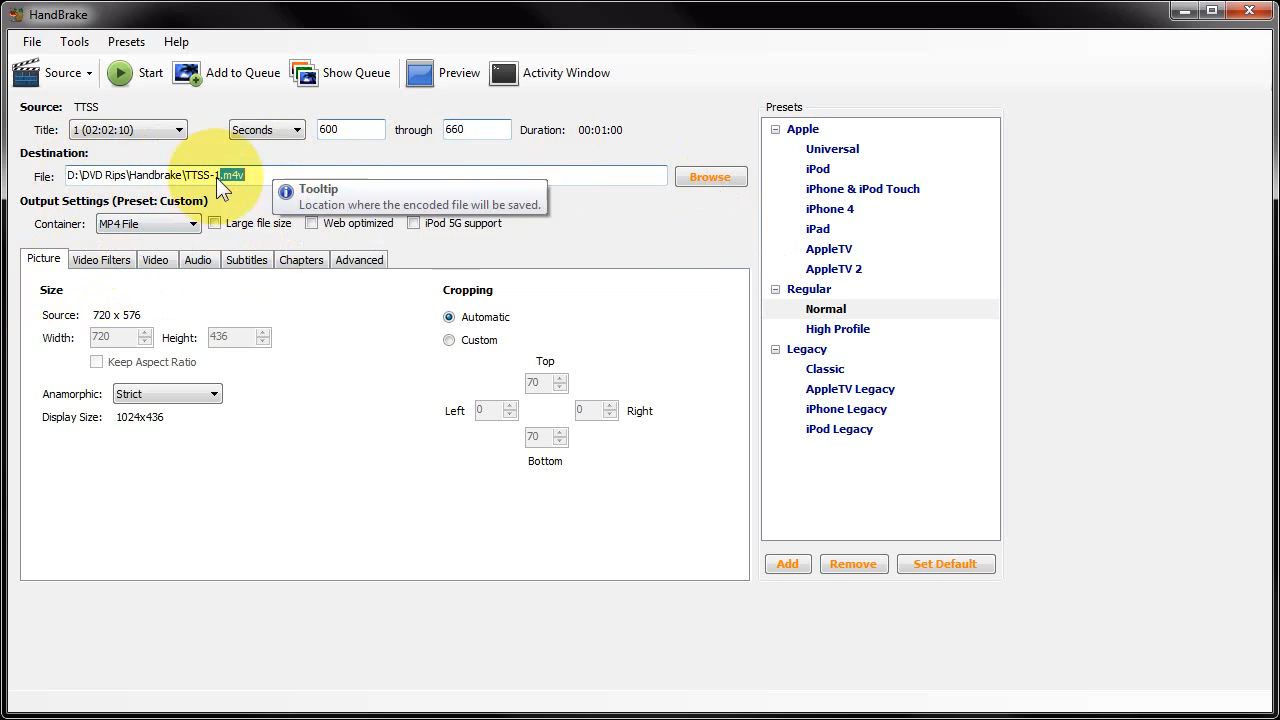 HandBrake
File Tools Presets Help
Source Start Add to Queue Show Queue Preview Activity Window
Source: TTSS
Title: 1 (02:02:10) Seconds 600 through 660 Duration: 00:01:00
Destination:
File: D:\DVD Rips\Handbrake\TTSS-1.m4v Browse
Tooltip
Location where the encoded file will be saved.
Output Settings (Preset: Custom)
Container: MP4 File Large file size Web optimized iPod 5G support
Picture Video Filters Video Audio Subtitles Chapters Advanced
Size
Source: 720 x 576
Width: 720 Height: 436
Keep Aspect Ratio
Anamorphic: Strict
Display Size: 1024x436
Cropping
Automatic
Custom
Top
70
Left 0 0 Right
70
Bottom
Presets
Apple
Universal
iPod
iPhone & iPod Touch
iPhone 4
iPad
AppleTV
AppleTV 2
Regular
Normal
High Profile
Legacy
Classic
AppleTV Legacy
iPhone Legacy
iPod Legacy
Add Remove Set Default